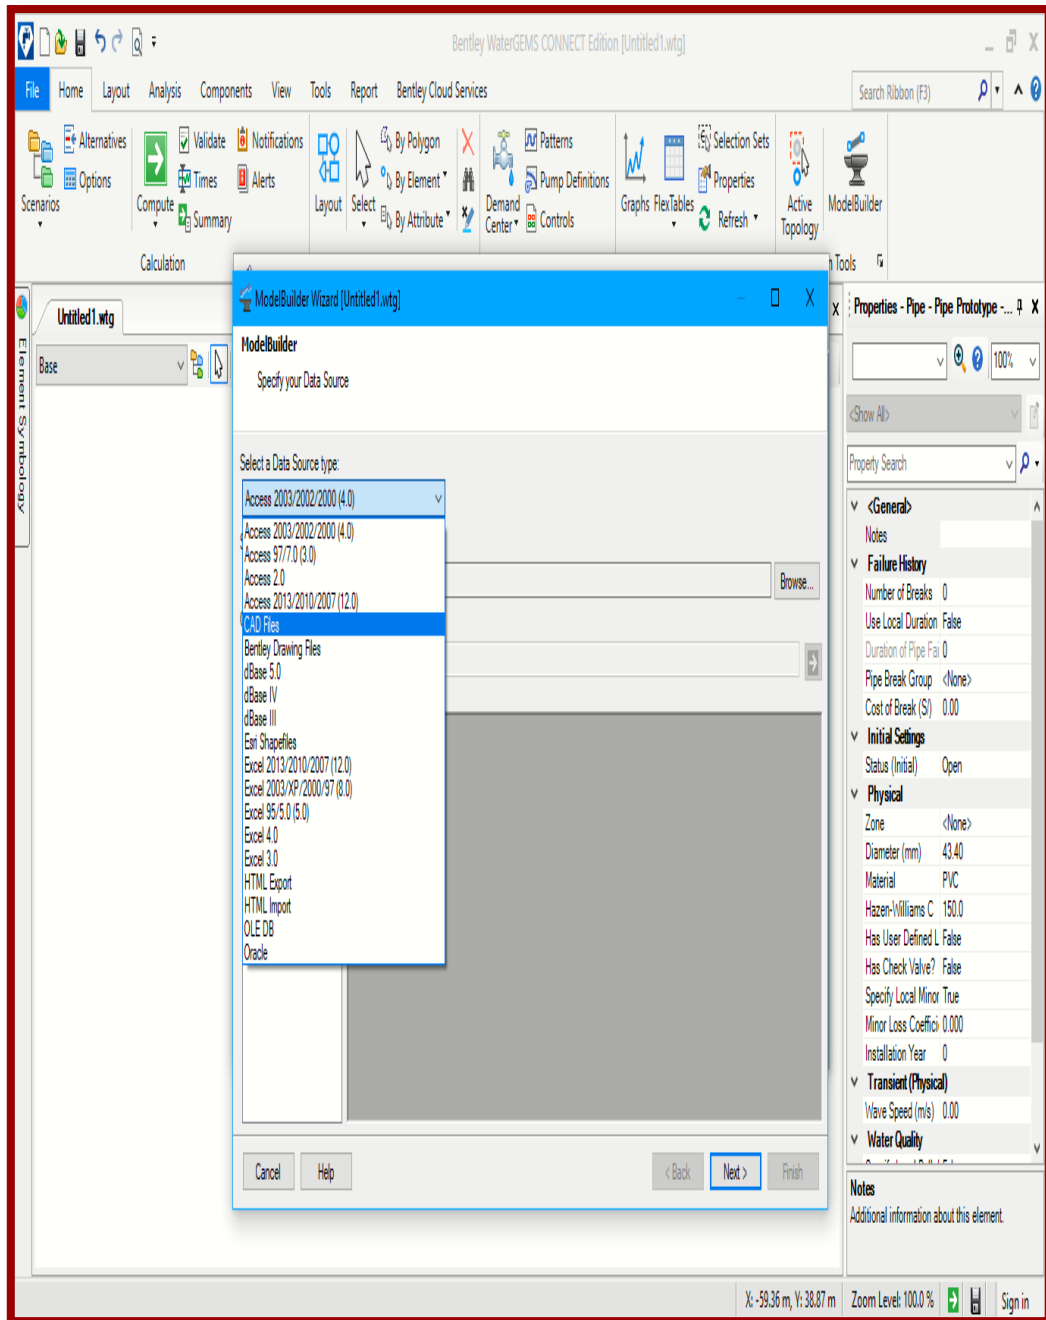 Bentley WaterGEMS CONNECT Edition [Untitled1.wtg]
File Home Layout Analysis Components View Tools Report Bentley Cloud Services
Search Ribbon (F3)
Scenarios
Alternatives
Options
Compute
Validate
Times
Summary
Notifications
Alerts
Calculation
Layout
Select
By Polygon
By Element
By Attribute
Demand
Center
Patterns
Pump Definitions
Controls
Graphs
FlexTables
Selection Sets
Properties
Refresh
Active
Topology
ModelBuilder
Tools
Element Symbology
Untitled1.wtg
Base
ModelBuilder Wizard [Untitled1.wtg]
ModelBuilder
Specify your Data Source
Select a Data Source type:
Access 2003/2002/2000 (4.0)
Access 2003/2002/2000 (4.0)
Access 97/7.0 (3.0)
Access 2.0
Access 2013/2010/2007 (12.0)
CAD Files
Bentley Drawing Files
dBase 5.0
dBase IV
dBase III
Esri Shapefiles
Excel 2013/2010/2007 (12.0)
Excel 2003/XP/2000/97 (8.0)
Excel 95/5.0 (5.0)
Excel 4.0
Excel 3.0
HTML Export
HTML Import
OLE DB
Oracle
Browse...
Cancel Help < Back Next > Finish
Properties - Pipe - Pipe Prototype -...
100%
<Show All>
Property Search
<General>
Notes
Failure History
Number of Breaks 0
Use Local Duration False
Duration of Pipe Fai 0
Pipe Break Group <None>
Cost of Break (S/) 0.00
Initial Settings
Status (Initial) Open
Physical
Zone <None>
Diameter (mm) 43.40
Material PVC
Hazen-Williams C 150.0
Has User Defined L False
Has Check Valve? False
Specify Local Minor True
Minor Loss Coeffici 0.000
Installation Year 0
Transient (Physical)
Wave Speed (m/s) 0.00
Water Quality
Notes
Additional information about this element.
X: -59.36 m, Y: 38.87 m Zoom Level: 100.0 % Sign in